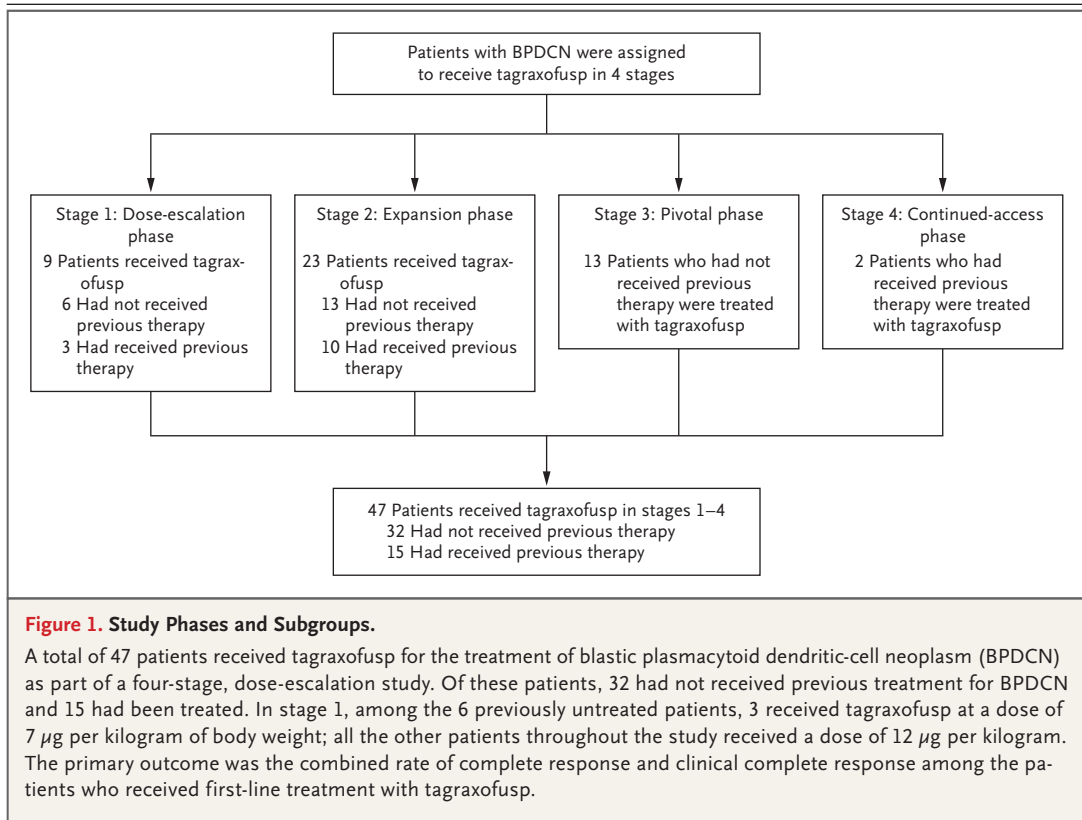 Patients with BPDCN were assigned
to receive tagraxofusp in 4 stages
Stage 1: Dose-escalation
phase
9 Patients received tagrax-
ofusp
6 Had not received
previous therapy
3 Had received previous
therapy
Stage 2: Expansion phase
23 Patients received tagrax-
ofusp
13 Had not received
previous therapy
10 Had received previous
therapy
Stage 3: Pivotal phase
13 Patients who had not
received previous
therapy were treated
with tagraxofusp
Stage 4: Continued-access
phase
2 Patients who had
received previous
therapy were treated
with tagraxofusp
47 Patients received tagraxofusp in stages 1–4
32 Had not received previous therapy
15 Had received previous therapy
Figure 1. Study Phases and Subgroups.
A total of 47 patients received tagraxofusp for the treatment of blastic plasmacytoid dendritic-cell neoplasm (BPDCN)
as part of a four-stage, dose-escalation study. Of these patients, 32 had not received previous treatment for BPDCN
and 15 had been treated. In stage 1, among the 6 previously untreated patients, 3 received tagraxofusp at a dose of
7 μg per kilogram of body weight; all the other patients throughout the study received a dose of 12 μg per kilogram.
The primary outcome was the combined rate of complete response and clinical complete response among the pa-
tients who received first-line treatment with tagraxofusp.